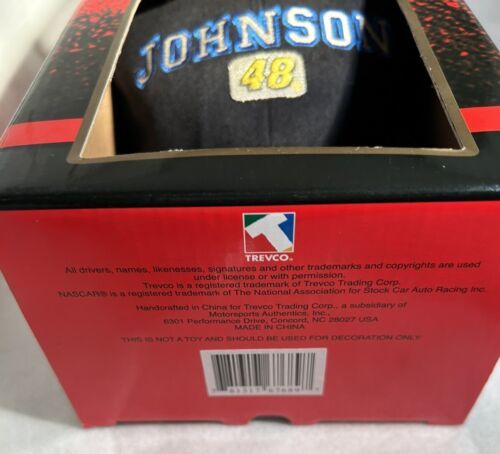 JOHNSON
48
TREVCO®
All drivers, names, likenesses, signatures and other trademarks and copyrights are used
under license or with permission.
Trevco is a registered trademark of Trevco Trading Corp.
NASCAR® is a registered trademark of The National Association for Stock Car Auto Racing Inc.
Handcrafted in China for Trevco Trading Corp., a subsidiary of
Motorsports Authentics, Inc.,
6301 Performance Drive, Concord, NC 28027 USA
MADE IN CHINA
THIS IS NOT A TOY AND SHOULD BE USED FOR DECORATION ONLY!